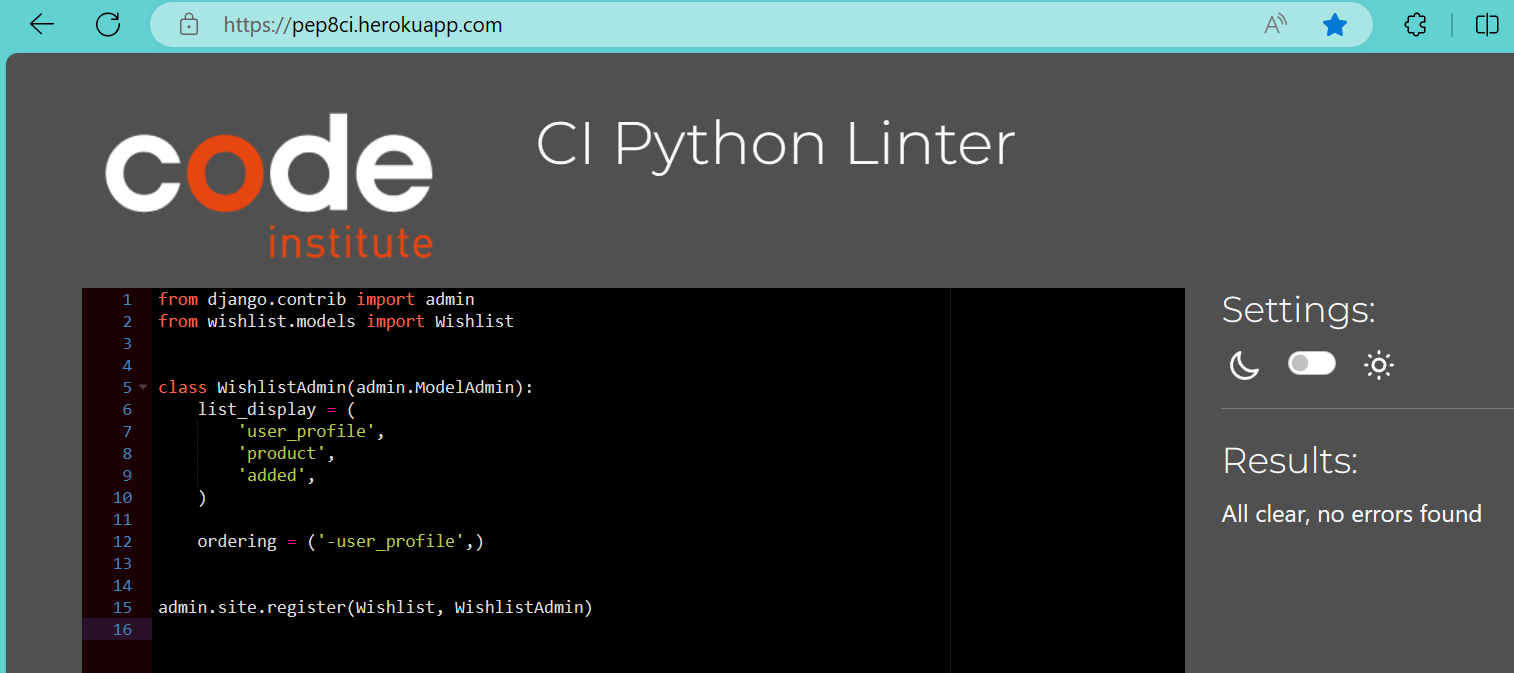 https://pep8ci.herokuapp.com
code
institute
CI Python Linter
1 from django.contrib import admin
2 from wishlist.models import Wishlist
3
4
5 class WishlistAdmin(admin.ModelAdmin):
6     list_display = (
7         'user_profile',
8         'product',
9         'added',
10     )
11
12     ordering = ('-user_profile',)
13
14
15 admin.site.register(Wishlist, WishlistAdmin)
16
Settings:
Results:
All clear, no errors found